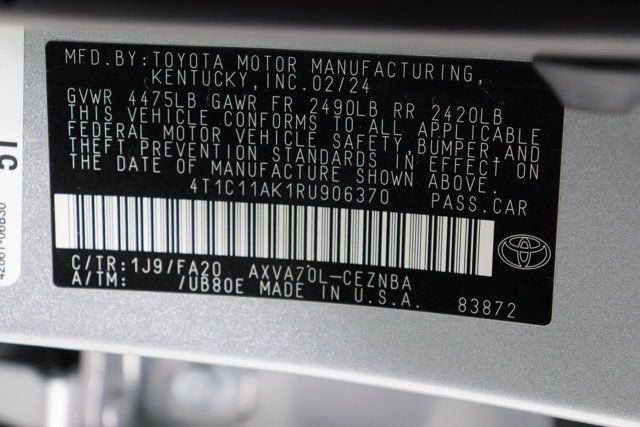 MFD.BY:TOYOTA MOTOR MANUFACTURING,
KENTUCKY,INC.02/24
GVWR 4475LB GAWR FR 2490LB RR 2420LB
THIS VEHICLE CONFORMS TO ALL APPLICABLE
FEDERAL MOTOR VEHICLE SAFETY,BUMPER,AND
THEFT PREVENTION STANDARDS IN EFFECT ON
THE DATE OF MANUFACTURE SHOWN ABOVE.
4T1C11AK1RU906370 PASS.CAR
C/TR:1J9/FA20 AXVA70L-CEZNBA
A/TM: /UB80E MADE IN U.S.A. 83872